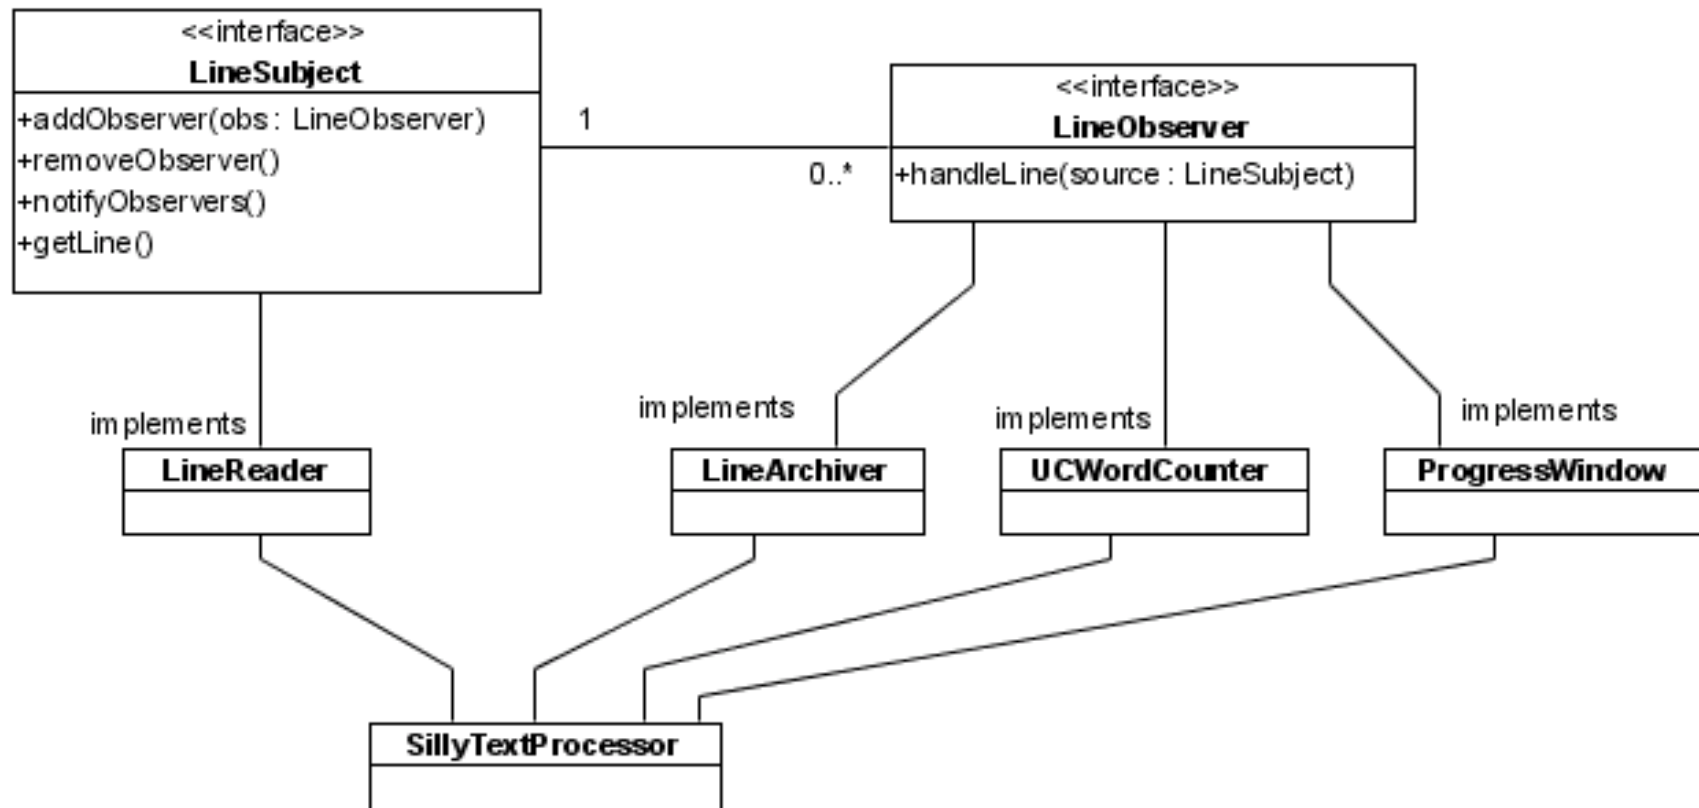 <<interface>>
LineSubject
+addObserver(obs : LineObserver)
+removeObserver()
+notifyObservers()
+getLine()
1
0..*
<<interface>>
LineObserver
+handleLine(source : LineSubject)
implements
implements
implements
implements
LineReader
LineArchiver
UCWordCounter
ProgressWindow
SillyTextProcessor